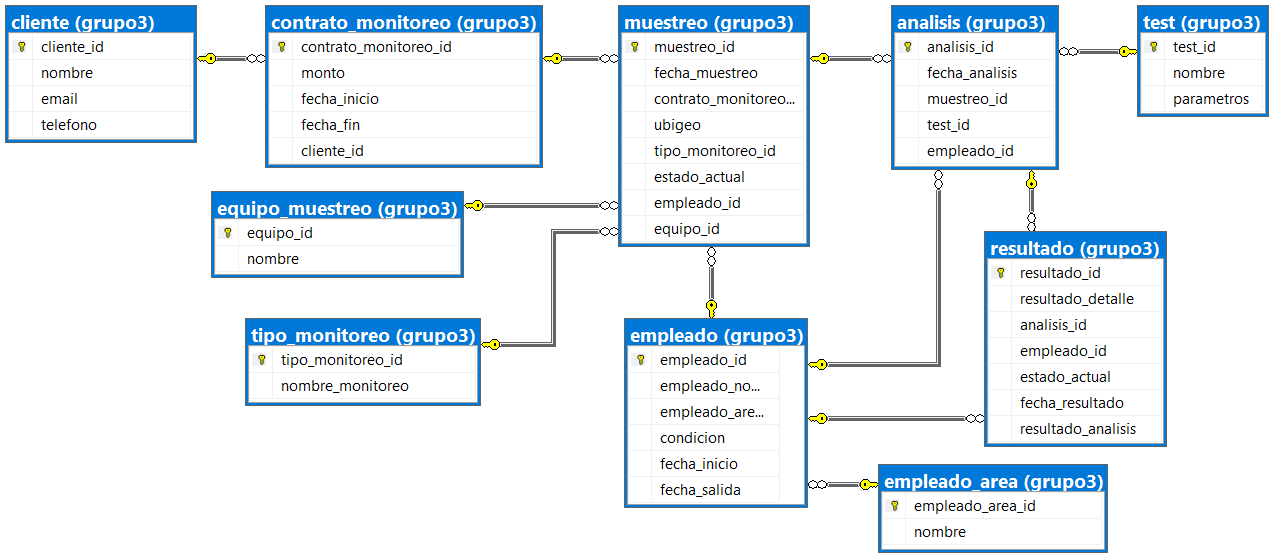 cliente (grupo3)
cliente_id
nombre
email
telefono
contrato_monitoreo (grupo3)
contrato_monitoreo_id
monto
fecha_inicio
fecha_fin
cliente_id
muestreo (grupo3)
muestreo_id
fecha_muestreo
contrato_monitoreo...
ubigeo
tipo_monitoreo_id
estado_actual
empleado_id
equipo_id
analisis (grupo3)
analisis_id
fecha_analisis
muestreo_id
test_id
empleado_id
test (grupo3)
test_id
nombre
parametros
equipo_muestreo (grupo3)
equipo_id
nombre
tipo_monitoreo (grupo3)
tipo_monitoreo_id
nombre_monitoreo
empleado (grupo3)
empleado_id
empleado_no...
empleado_are...
condicion
fecha_inicio
fecha_salida
resultado (grupo3)
resultado_id
resultado_detalle
analisis_id
empleado_id
estado_actual
fecha_resultado
resultado_analisis
empleado_area (grupo3)
empleado_area_id
nombre